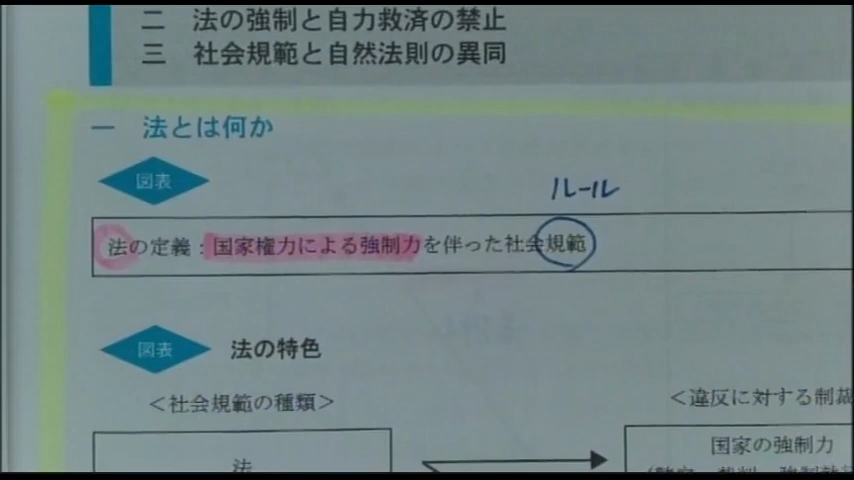 二 法の強制と自力救済の禁止
三 社会規範と自然法則の異同
一 法とは何か
図表
ルール
法の定義：国家権力による強制力を伴った社会規範
図表 法の特色
＜社会規範の種類＞ ＜違反に対する制裁
法 国家の強制力